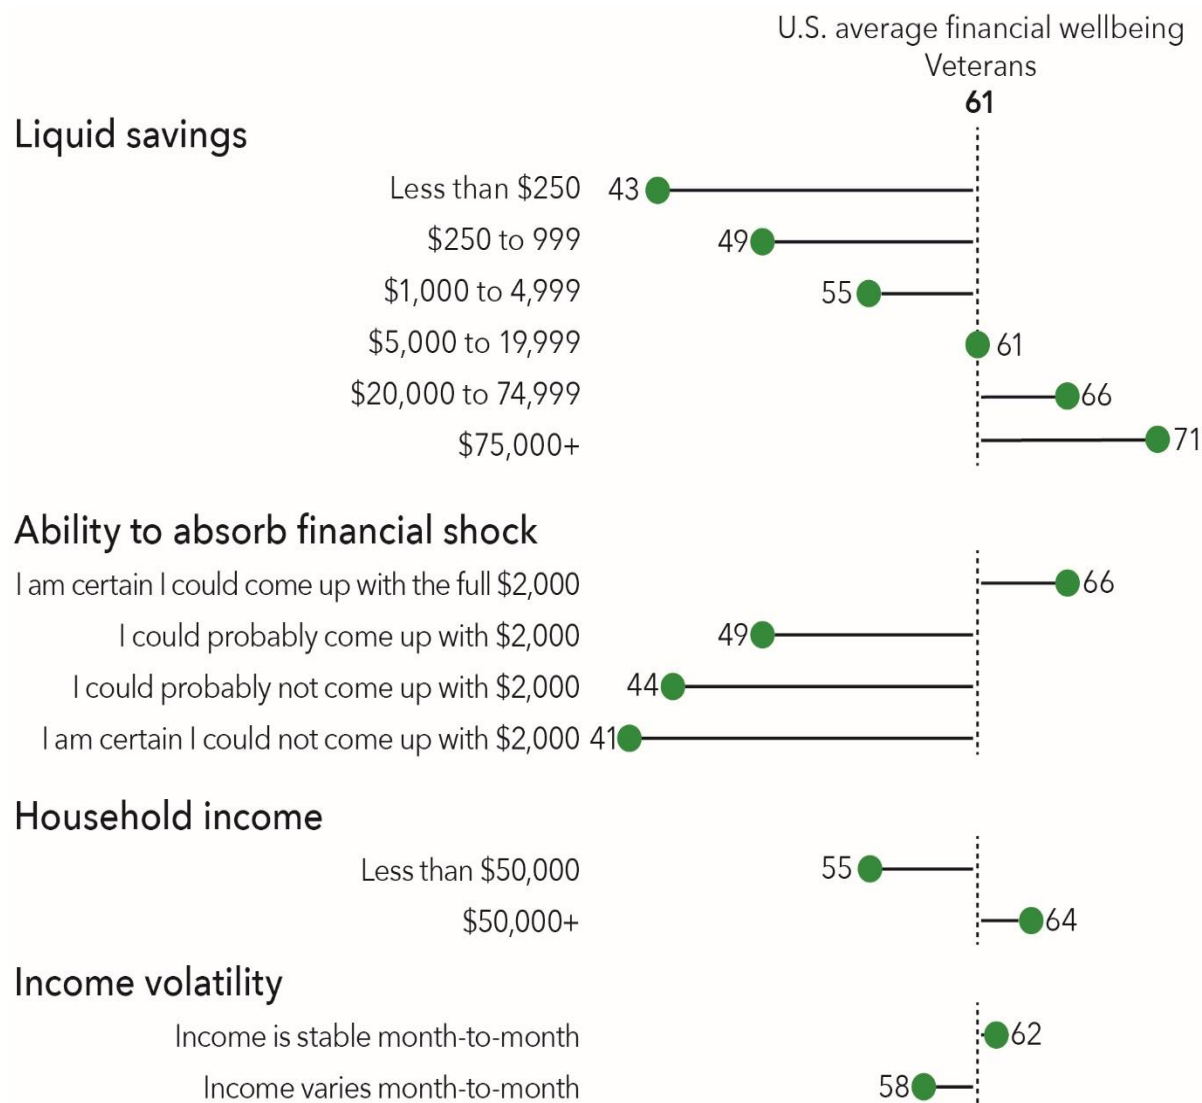 U.S. average financial wellbeing
Veterans
61
Liquid savings
Less than $250 43
$250 to 999 49
$1,000 to 4,999 55
$5,000 to 19,999 61
$20,000 to 74,999 66
$75,000+ 71
Ability to absorb financial shock
I am certain I could come up with the full $2,000 66
I could probably come up with $2,000 49
I could probably not come up with $2,000 44
I am certain I could not come up with $2,000 41
Household income
Less than $50,000 55
$50,000+ 64
Income volatility
Income is stable month-to-month 62
Income varies month-to-month 58